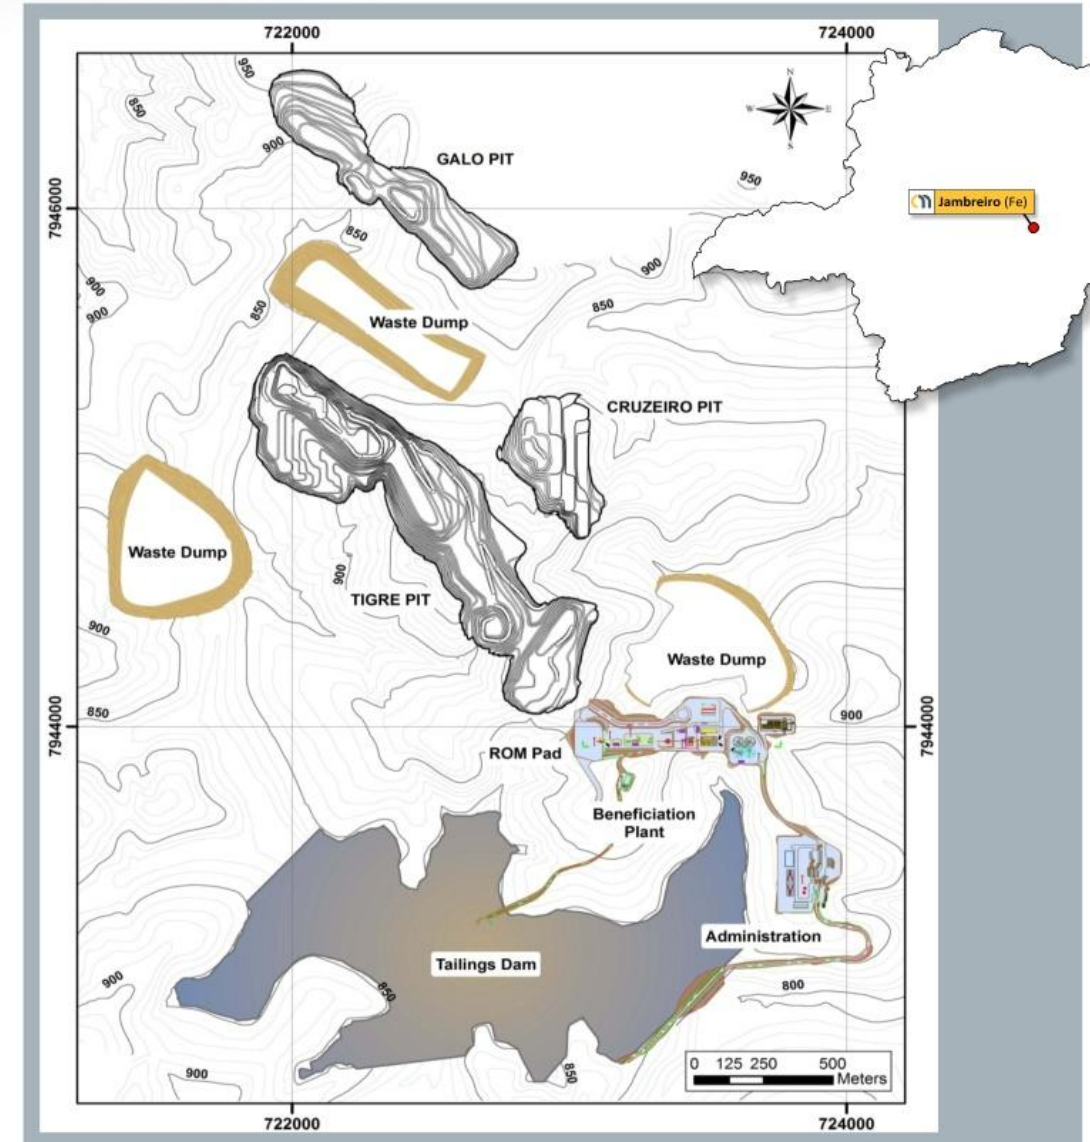 722000
724000
950
850
N
W
E
S
900
GALO PIT
950
Jambreiro (Fe)
7946000
850
900
900
900
850
850
Waste Dump
CRUZEIRO PIT
Waste Dump
900
TIGRE PIT
900
Waste Dump
850
900
7944000
7944000
ROM Pad
Beneficiation
Plant
Administration
Tailings Dam
900
850
800
900
850
0 125 250 500
Meters
722000
724000